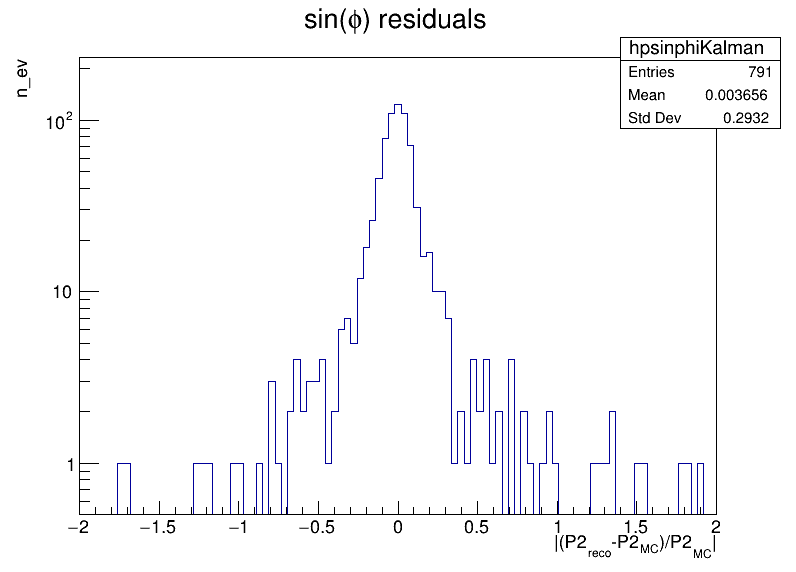 sin(ϕ) residuals
hpsinphiKalman
Entries 791
Mean 0.003656
Std Dev 0.2932
n_ev
10²
10
1
−2 −1.5 −1 −0.5 0 0.5 1 1.5 2
|(P2reco-P2MC)/P2MC|